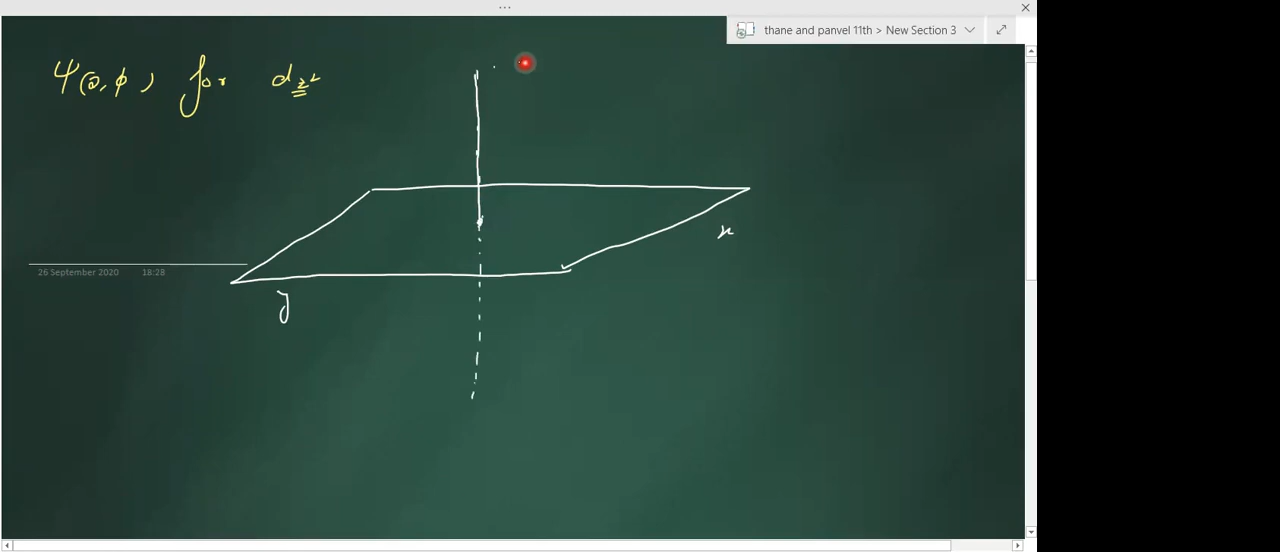 thane and panvel 11th > New Section 3
Ψ(θ,φ) for d_z²
x
26 September 2020 18:28
y